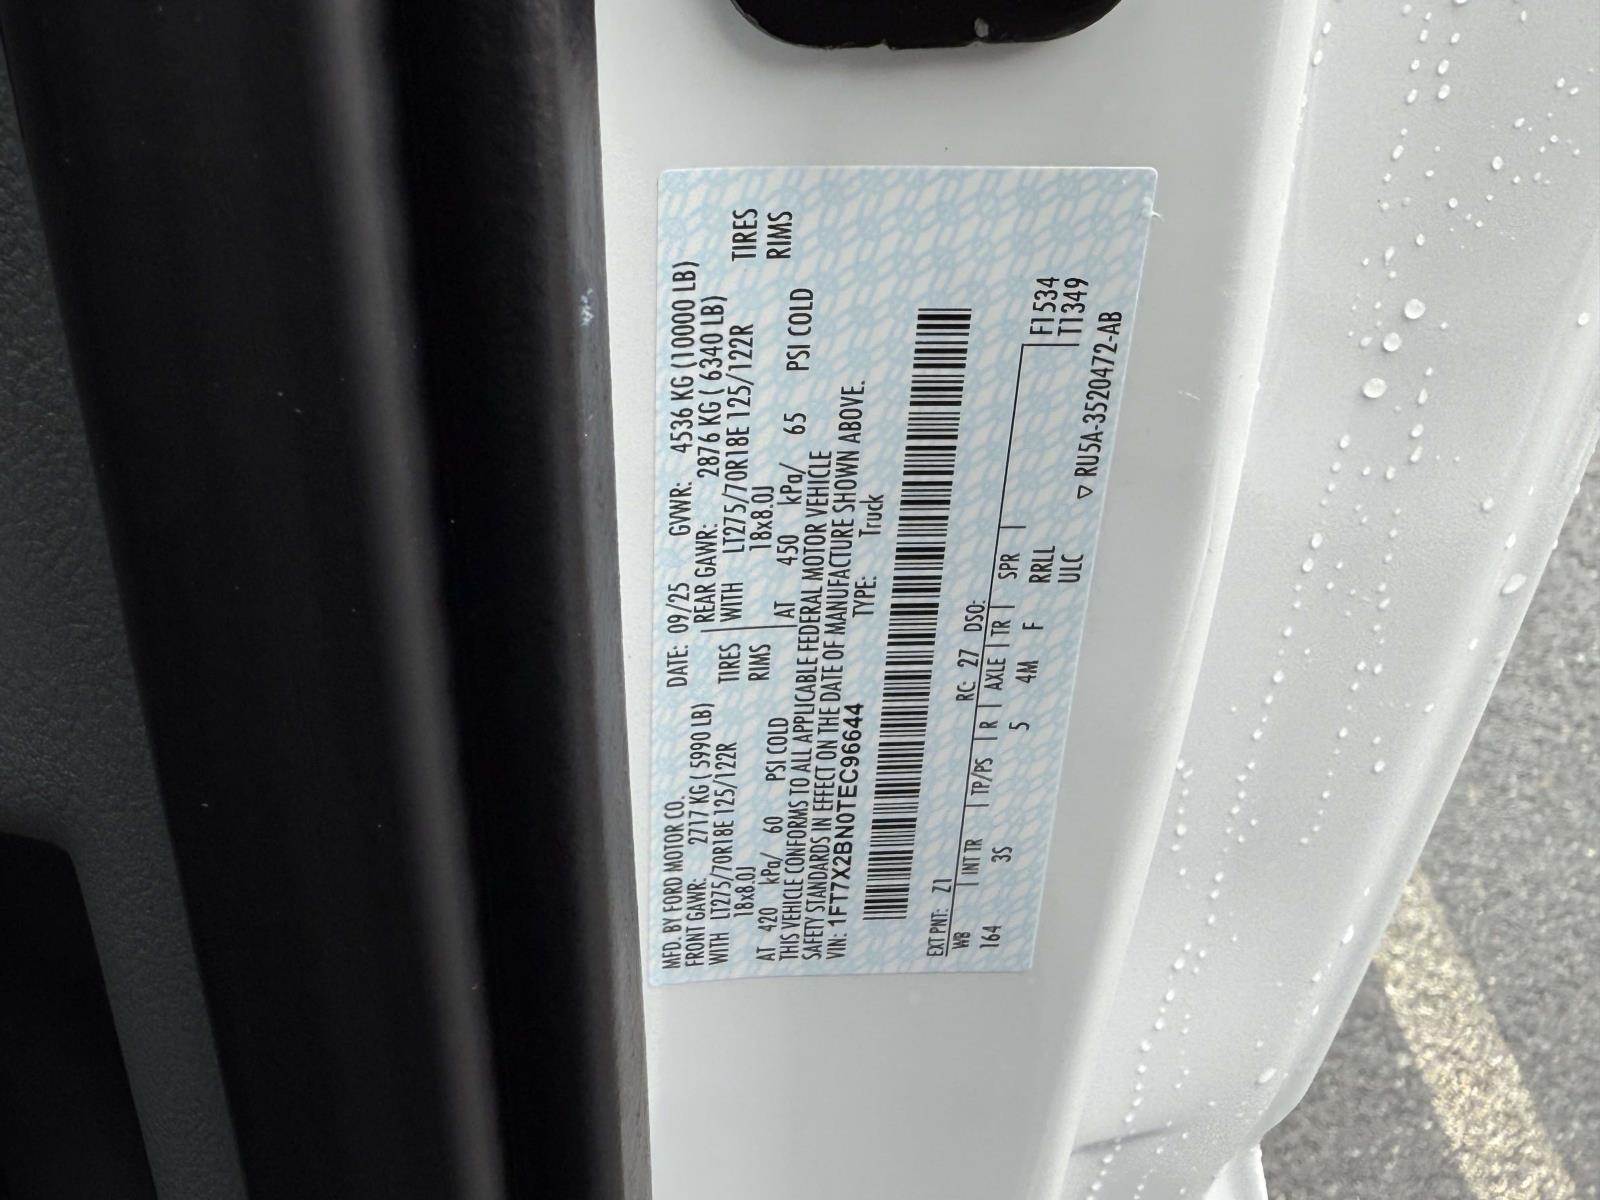 MFD. BY FORD MOTOR CO.
DATE: 09/25 GVWR: 4536 KG (10000 LB)
FRONT GAWR: 2717 KG ( 5990 LB) REAR GAWR: 2876 KG ( 6340 LB)
WITH LT275/70R18E 125/122R TIRES WITH LT275/70R18E 125/122R TIRES
18x8.0J RIMS 18x8.0J RIMS
AT 420 kPa/ 60 PSI COLD AT 450 kPa/ 65 PSI COLD
THIS VEHICLE CONFORMS TO ALL APPLICABLE FEDERAL MOTOR VEHICLE
SAFETY STANDARDS IN EFFECT ON THE DATE OF MANUFACTURE SHOWN ABOVE.
VIN: 1FT7X2BN0TEC96644 TYPE: Truck
EXT PNT: Z1 RC: 27 DSO:
WB INT TR TP/PS R AXLE TR SPR F1534
164 3S 5 4M F RRLL T1349
ULC
RU5A-3520472-AB